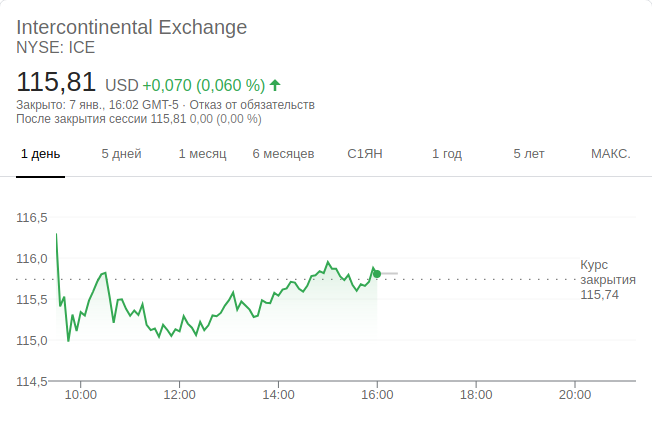 Intercontinental Exchange
NYSE: ICE
115,81 USD +0,070 (0,060 %)
Закрыто: 7 янв., 16:02 GMT-5 · Отказ от обязательств
После закрытия сессии 115,81 0,00 (0,00 %)
1 день 5 дней 1 месяц 6 месяцев С1ЯН 1 год 5 лет МАКС.
116,5
116,0
Курс
закрытия
115,74
115,5
115,0
114,5
10:00 12:00 14:00 16:00 18:00 20:00